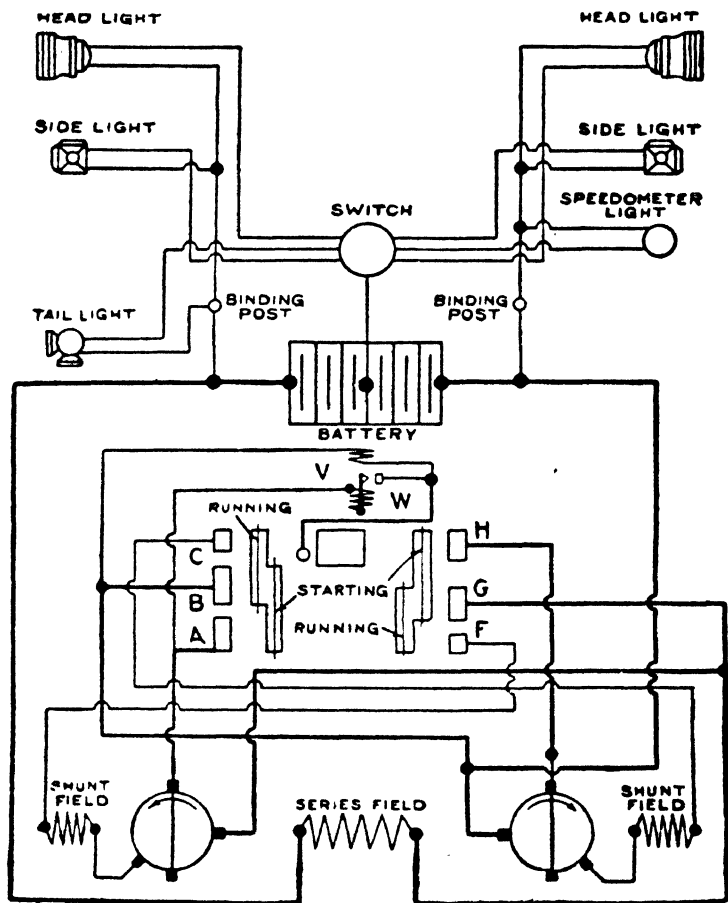 HEAD LIGHT
HEAD LIGHT
SIDE LIGHT
SIDE LIGHT
SPEEDOMETER
LIGHT
SWITCH
TAIL LIGHT
BINDING
POST
BINDING
POST
BATTERY
V
W
RUNNING
H
C
STARTING
G
B
RUNNING
F
A
SHUNT
FIELD
SERIES FIELD
SHUNT
FIELD